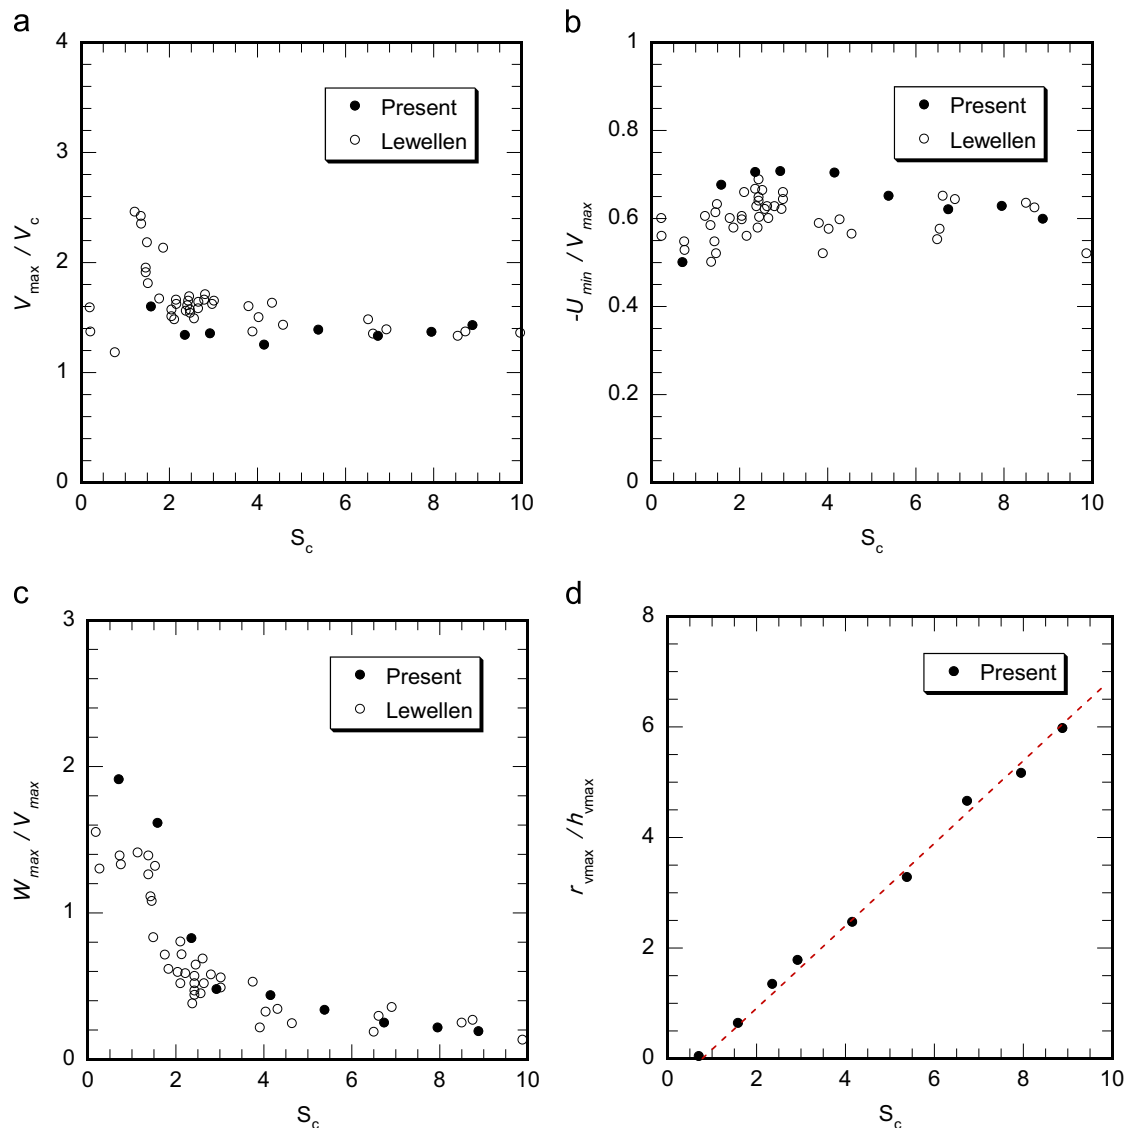 a
4
3
2
1
0
0 2 4 6 8 10
V_max / V_c
S_c
Present
Lewellen
b
1
0.8
0.6
0.4
0.2
0
0 2 4 6 8 10
-U_min / V_max
S_c
Present
Lewellen
c
3
2
1
0
0 2 4 6 8 10
W_max / V_max
S_c
Present
Lewellen
d
8
6
4
2
0
0 2 4 6 8 10
r_vmax / h_vmax
S_c
Present